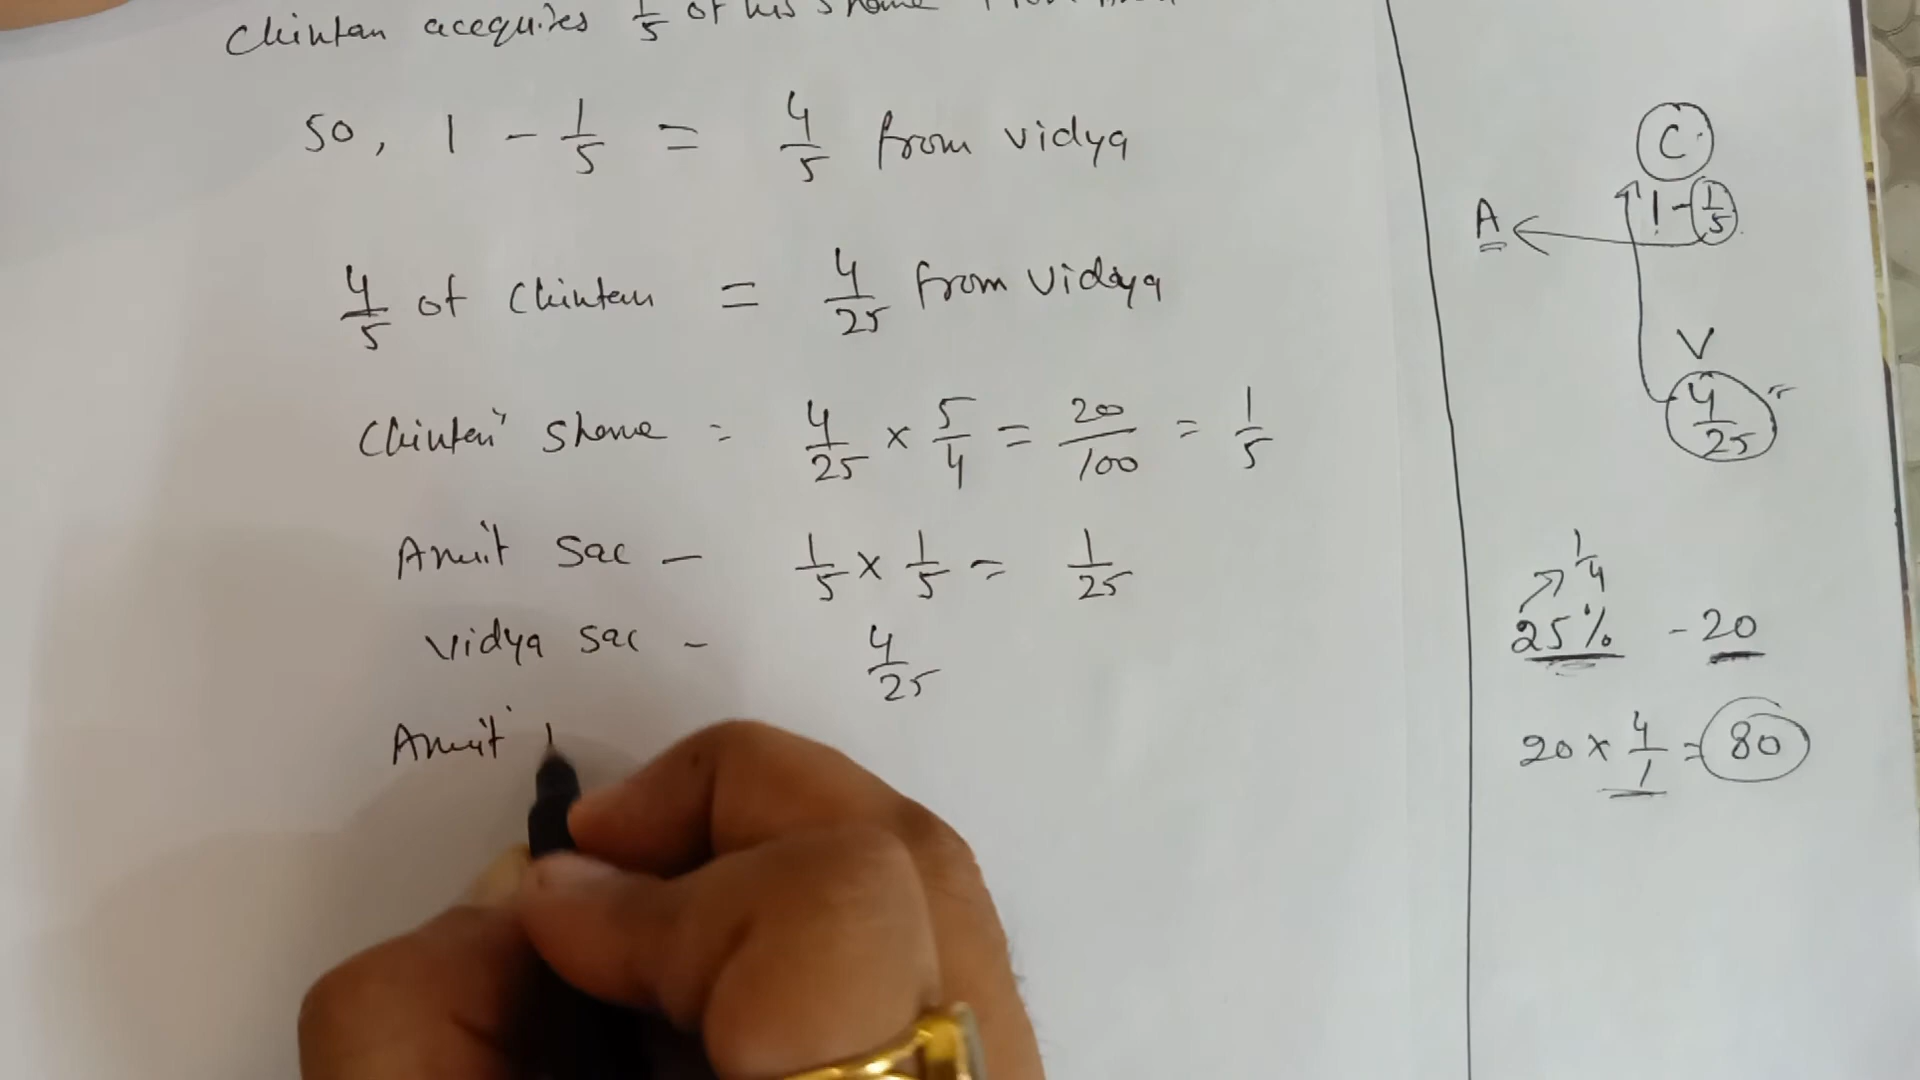 Chintan acequires 1/5 of his share
So, 1 - 1/5 = 4/5 from vidya
4/5 of Chintan = 4/25 from Vidya
Chintan' Share = 4/25 × 5/4 = 20/100 = 1/5
Amit Sac - 1/5 × 1/5 = 1/25
Vidya Sac - 4/25
Amit
C
1 - 1/5
A
V
4/25
1/4
25% - 20
20 × 4/1 = 80